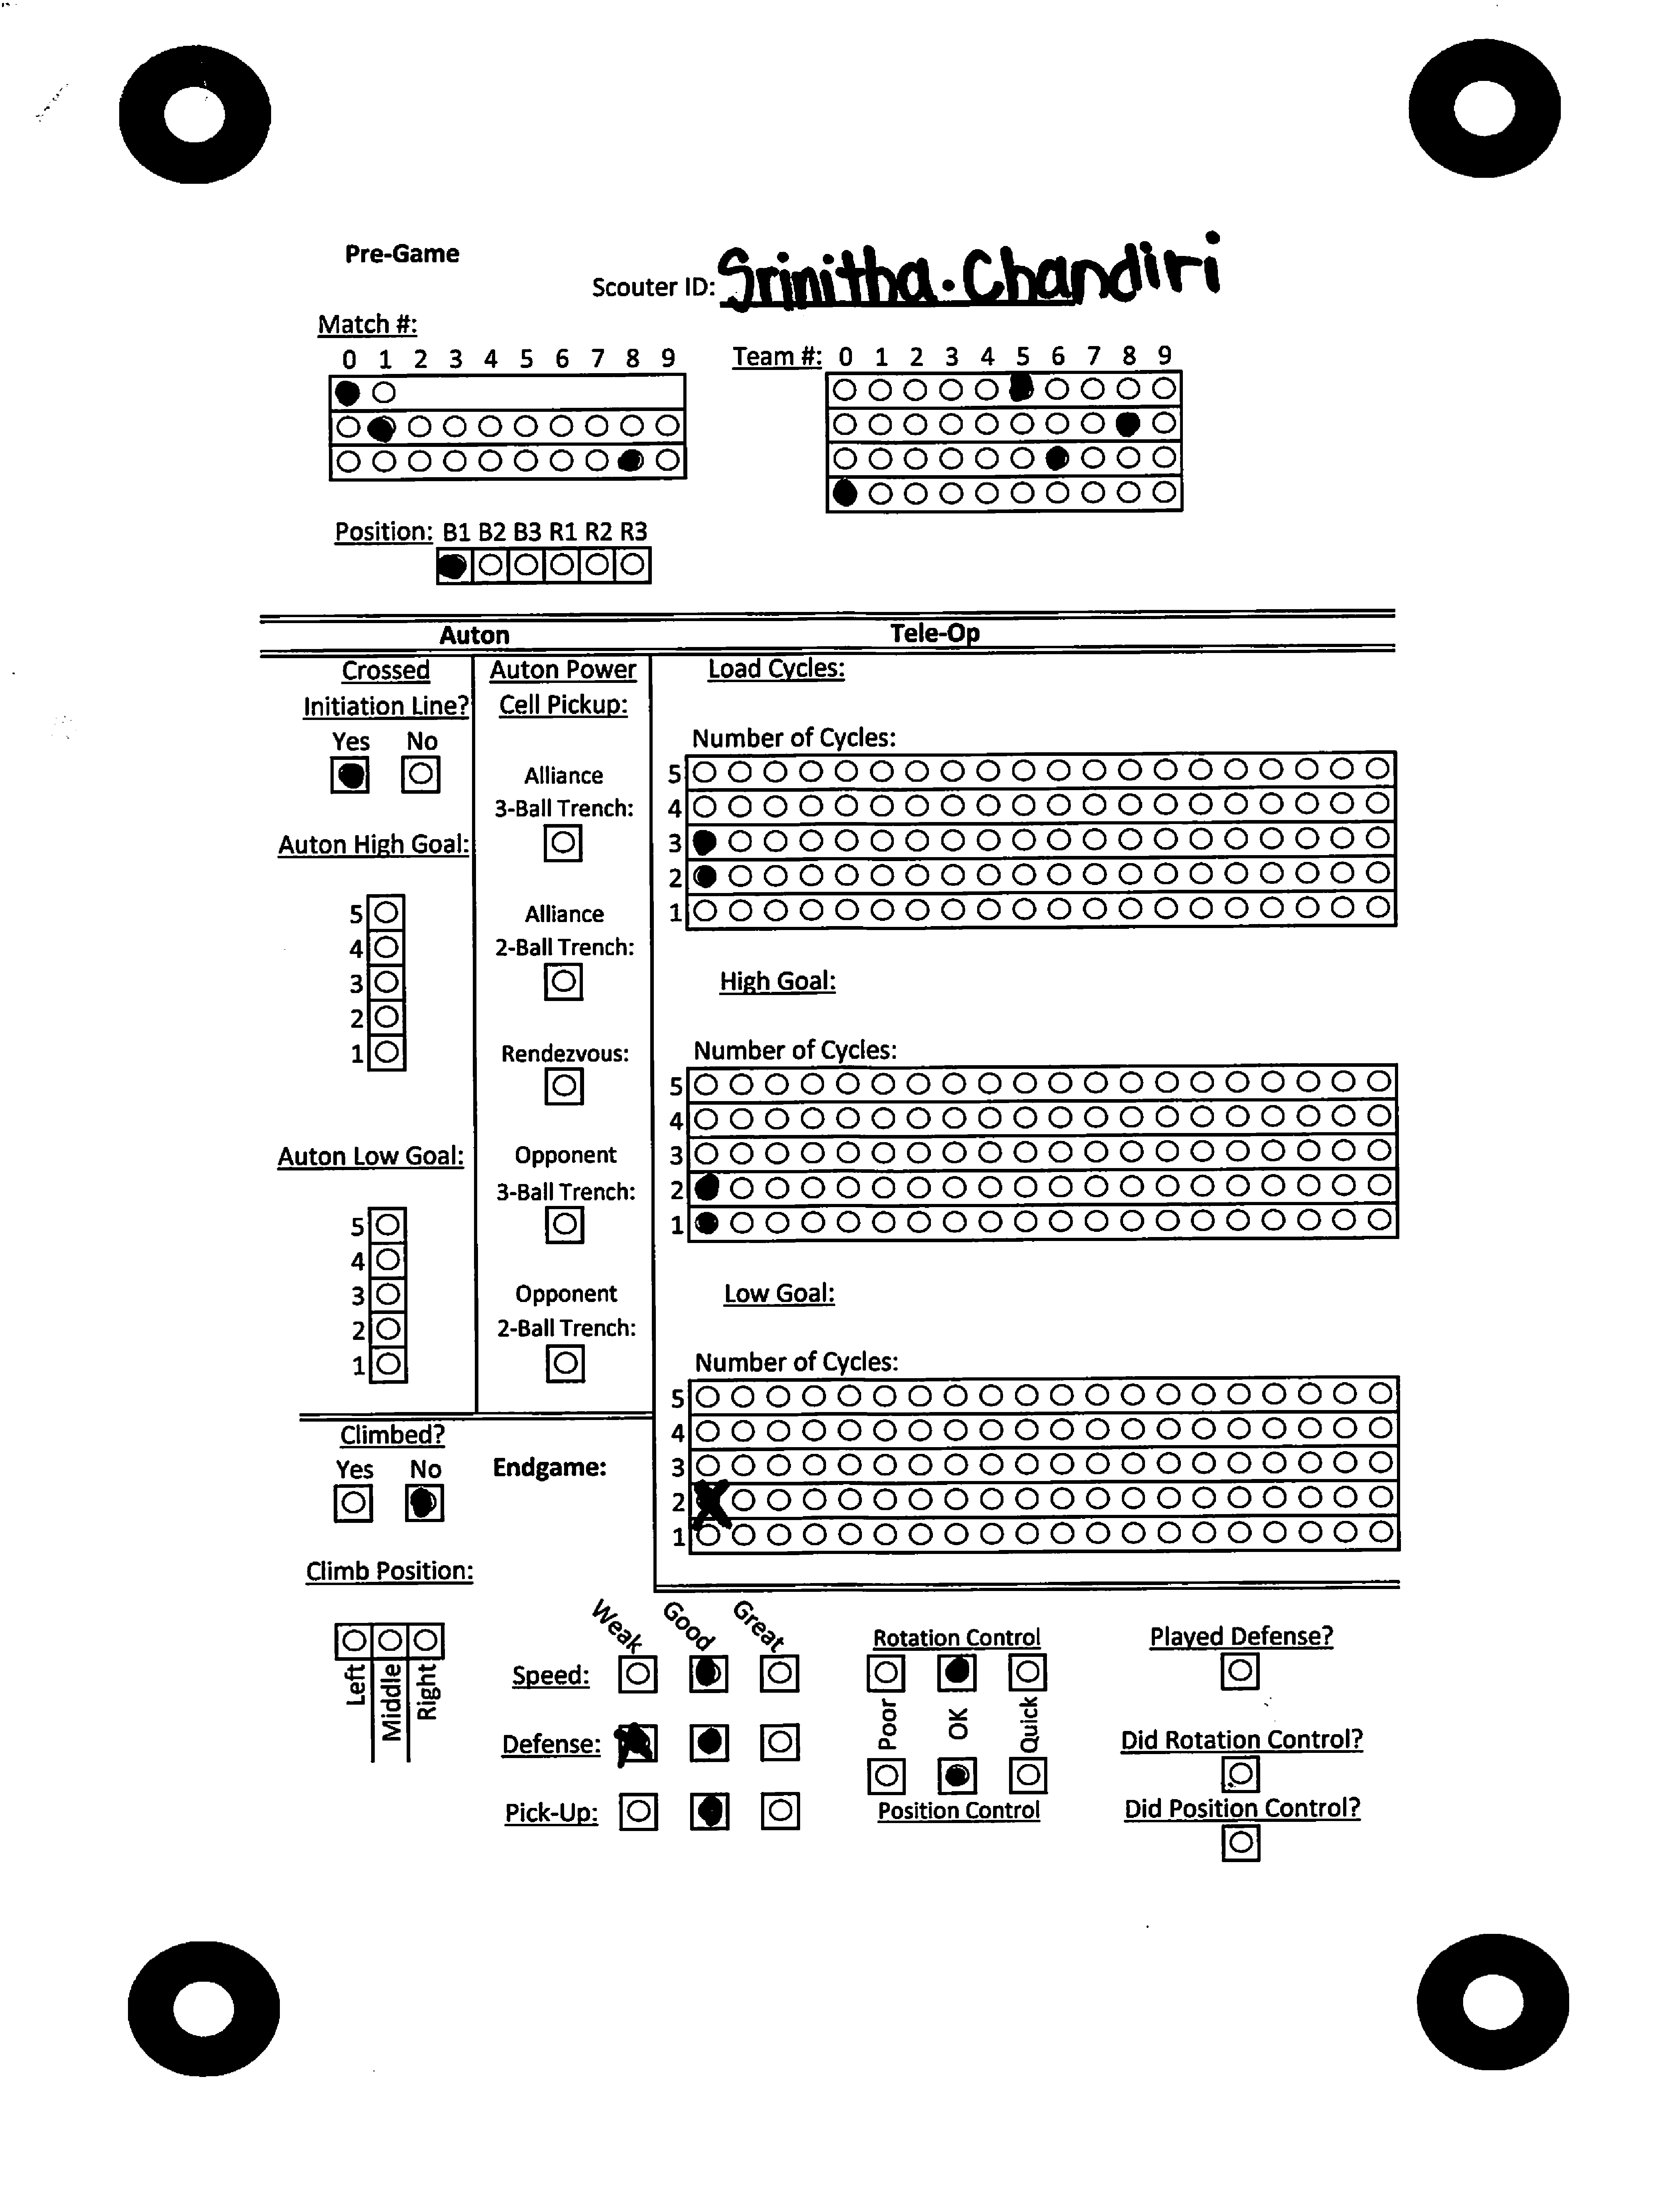 Pre-Game
Scouter ID: Srinitha.Chandiri
Match #:
0 1 2 3 4 5 6 7 8 9
Team #: 0 1 2 3 4 5 6 7 8 9
Position: B1 B2 B3 R1 R2 R3
Auton
Tele-Op
Crossed
Initiation Line?
Yes No
Auton High Goal:
5
4
3
2
1
Auton Low Goal:
5
4
3
2
1
Auton Power
Cell Pickup:
Alliance
3-Ball Trench:
Alliance
2-Ball Trench:
Rendezvous:
Opponent
3-Ball Trench:
Opponent
2-Ball Trench:
Load Cycles:
Number of Cycles:
5
4
3
2
1
High Goal:
Number of Cycles:
5
4
3
2
1
Low Goal:
Number of Cycles:
5
4
3
2
1
Climbed?
Yes No
Endgame:
Climb Position:
Left
Middle
Right
Weak Good Great
Speed:
Defense:
Pick-Up:
Rotation Control
Poor OK Quick
Position Control
Played Defense?
Did Rotation Control?
Did Position Control?